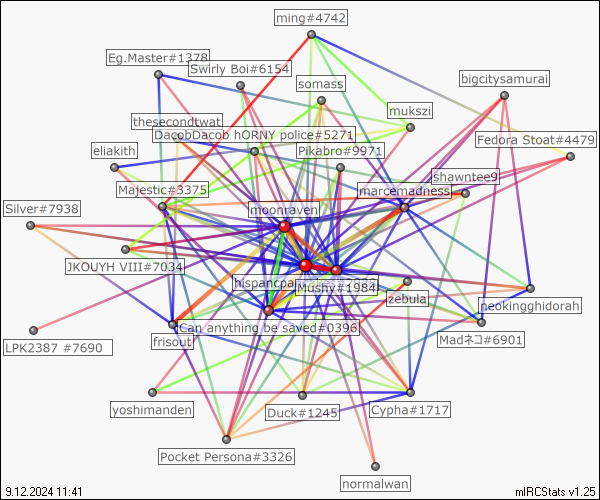 ming#4742
Eg.Master#1378
Swirly Boi#6154
somass
bigcitysamurai
mukszi
thesecondtwat
DacobDacob hORNY police#5271
Fedora Stoat#4479
eliakith
Pikabro#9971
shawntee9
Majestic#3375
marcemadness
Silver#7938
moonraven
JKOUYH VIII#7034
hispancpa
Mushy#1984
zebula
neokingghidorah
Can anything be saved#0396
frisout
Madネコ#6901
LPK2387 #7690
yoshimanden
Duck#1245
Cypha#1717
Pocket Persona#3326
normalwan
9.12.2024 11:41
mIRCStats v1.25